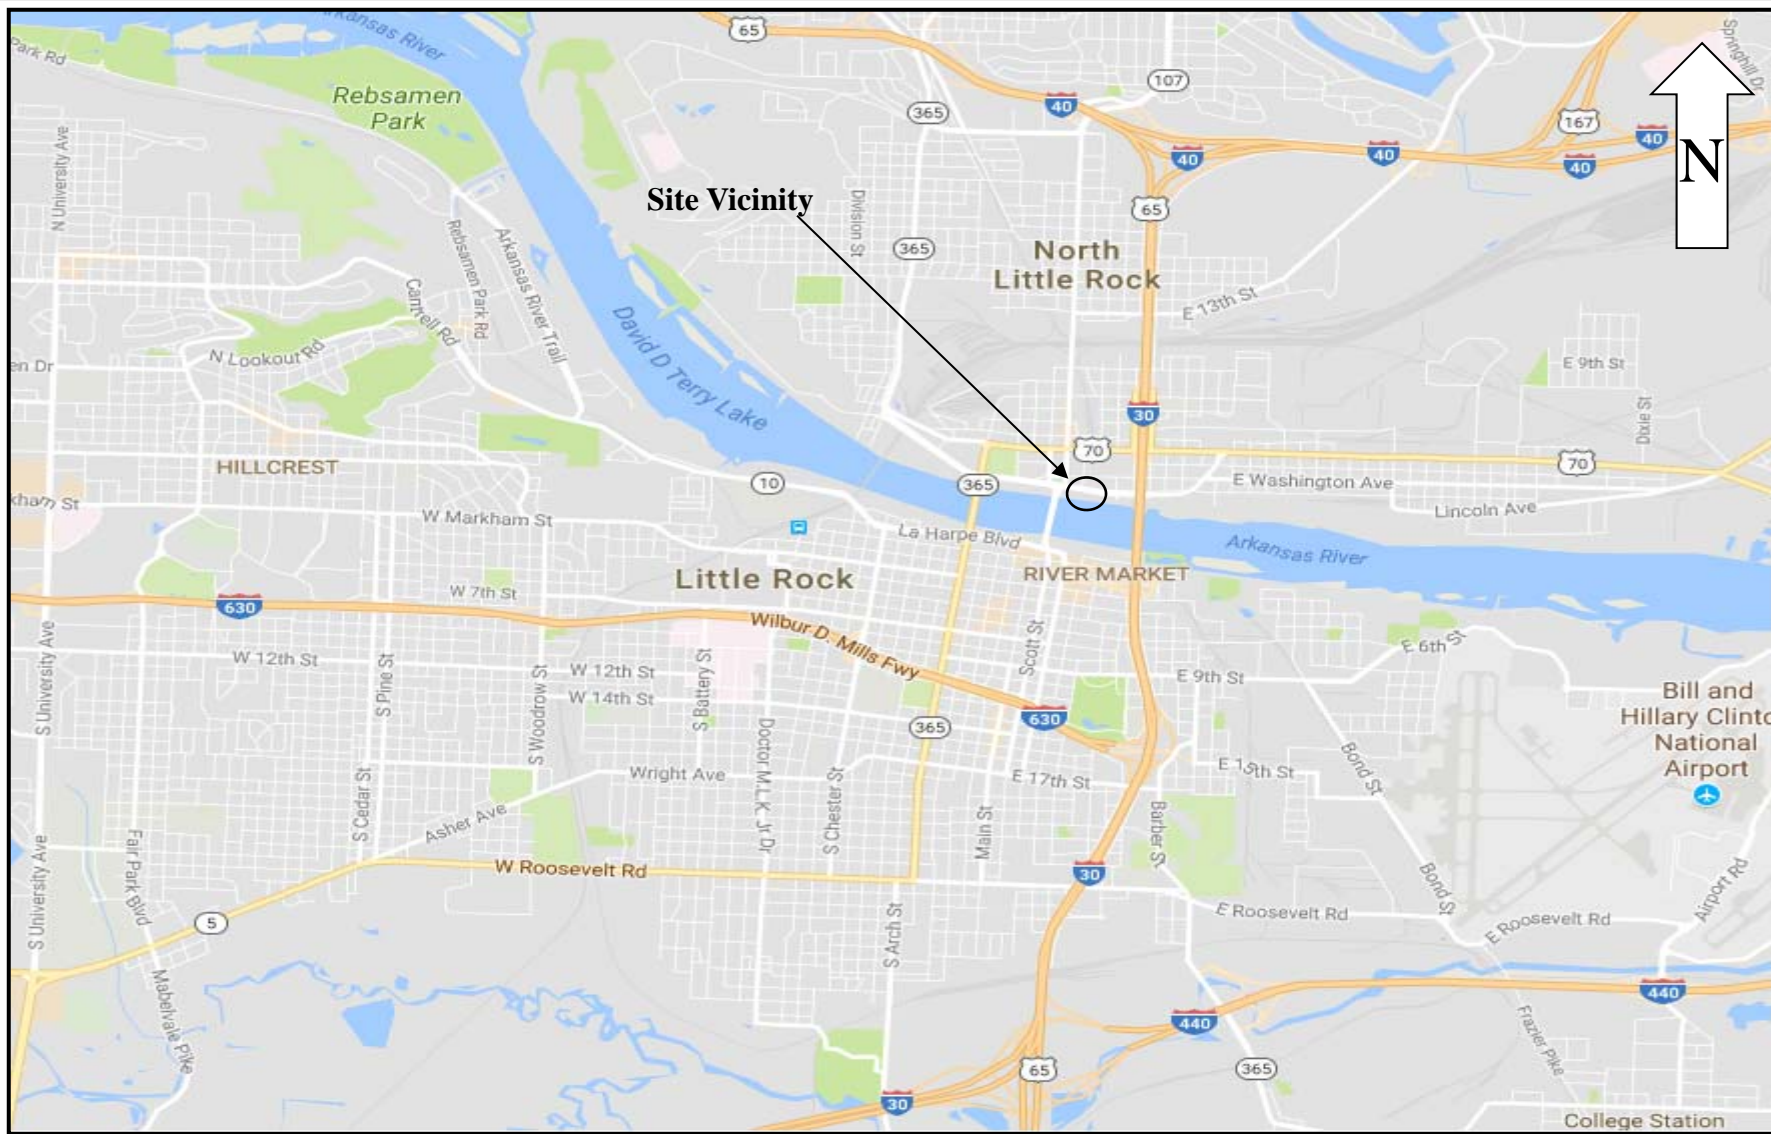 Arkansas River
65
Springhill Dr
Park Rd
107
Rebsamen
Park
365
40
167
40
N University Ave
40
40
40
N
Site Vicinity
Division St
65
Rebsamen Park Rd
Arkansas River Trail
365
North
Little Rock
Cantrell Rd
E 13th St
David D Terry Lake
N Lookout Rd
en Dr
E 9th St
30
Dixie St
70
HILLCREST
70
10
365
E Washington Ave
kham St
Lincoln Ave
W Markham St
La Harpe Blvd
Arkansas River
Little Rock
RIVER MARKET
W 7th St
630
Wilbur D. Mills Fwy
Scott St
E 6th St
S University Ave
W 12th St
S Pine St
S Woodrow St
W 12th St
S Battery St
E 9th St
W 14th St
Bill and
Hillary Clinto
National
Airport
630
365
Doctor M.L.K. Jr Dr
Bond St
Wright Ave
E 15th St
E 17th St
S Cedar St
S Chester St
Asher Ave
Main St
Barber St
S University Ave
Fair Park Blvd
W Roosevelt Rd
30
Bond St
Airport Rd
5
S Arch St
E Roosevelt Rd
E Roosevelt Rd
Mabelvale Pike
440
440
Frazier Pike
65
365
30
College Station